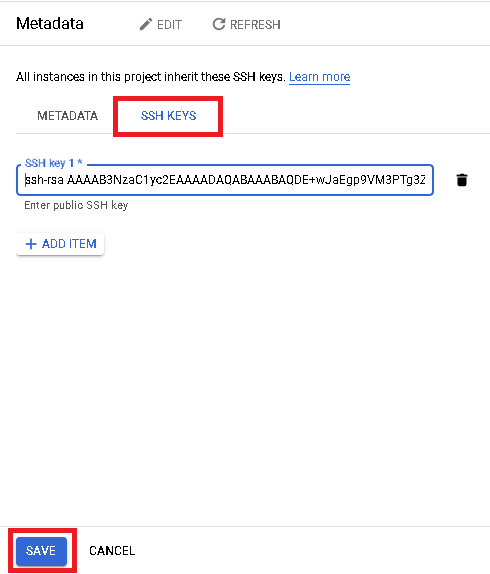 Metadata EDIT REFRESH
All instances in this project inherit these SSH keys. Learn more
METADATA SSH KEYS
SSH key 1 *
ssh-rsa AAAAB3NzaC1yc2EAAAADAQABAAABAQDE+wJaEgp9VM3PTg3Z
Enter public SSH key
+ ADD ITEM
SAVE CANCEL